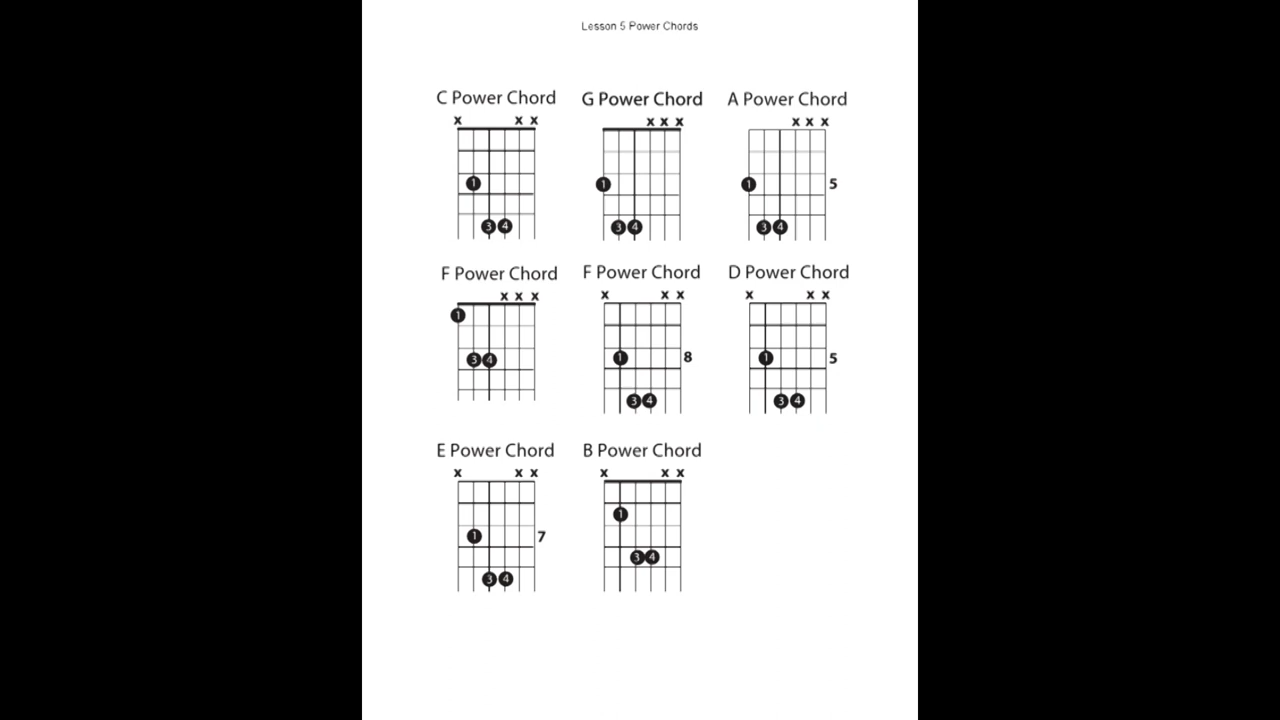 Lesson 5 Power Chords
C Power Chord G Power Chord A Power Chord
x x x x x x x x x
1 1 1 5
3 4 3 4 3 4
F Power Chord F Power Chord D Power Chord
x x x x x x x x x
1
3 4 1 8 1 5
3 4 3 4
E Power Chord B Power Chord
x x x x x x
1 7 1
3 4 3 4